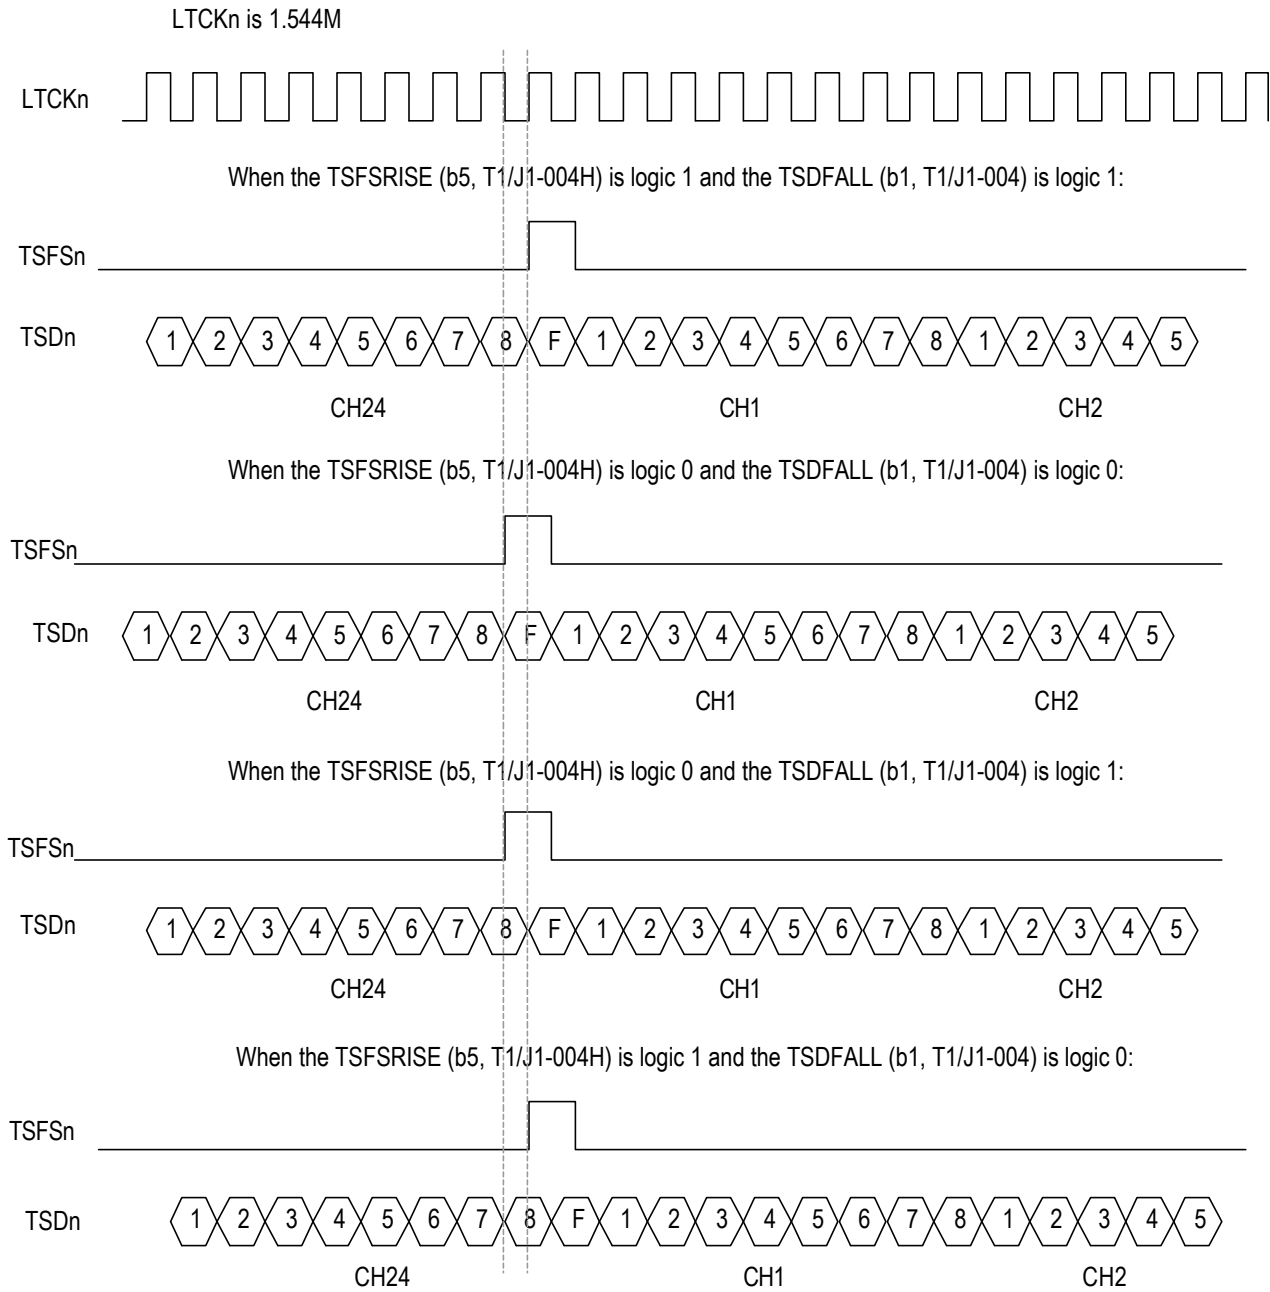 LTCKn is 1.544M
LTCKn
When the TSFSRISE (b5, T1/J1-004H) is logic 1 and the TSDFALL (b1, T1/J1-004) is logic 1:
TSFSn
TSDn 1 2 3 4 5 6 7 8 F 1 2 3 4 5 6 7 8 1 2 3 4 5
CH24 CH1 CH2
When the TSFSRISE (b5, T1/J1-004H) is logic 0 and the TSDFALL (b1, T1/J1-004) is logic 0:
TSFSn
TSDn 1 2 3 4 5 6 7 8 F 1 2 3 4 5 6 7 8 1 2 3 4 5
CH24 CH1 CH2
When the TSFSRISE (b5, T1/J1-004H) is logic 0 and the TSDFALL (b1, T1/J1-004) is logic 1:
TSFSn
TSDn 1 2 3 4 5 6 7 8 F 1 2 3 4 5 6 7 8 1 2 3 4 5
CH24 CH1 CH2
When the TSFSRISE (b5, T1/J1-004H) is logic 1 and the TSDFALL (b1, T1/J1-004) is logic 0:
TSFSn
TSDn 1 2 3 4 5 6 7 8 F 1 2 3 4 5 6 7 8 1 2 3 4 5
CH24 CH1 CH2